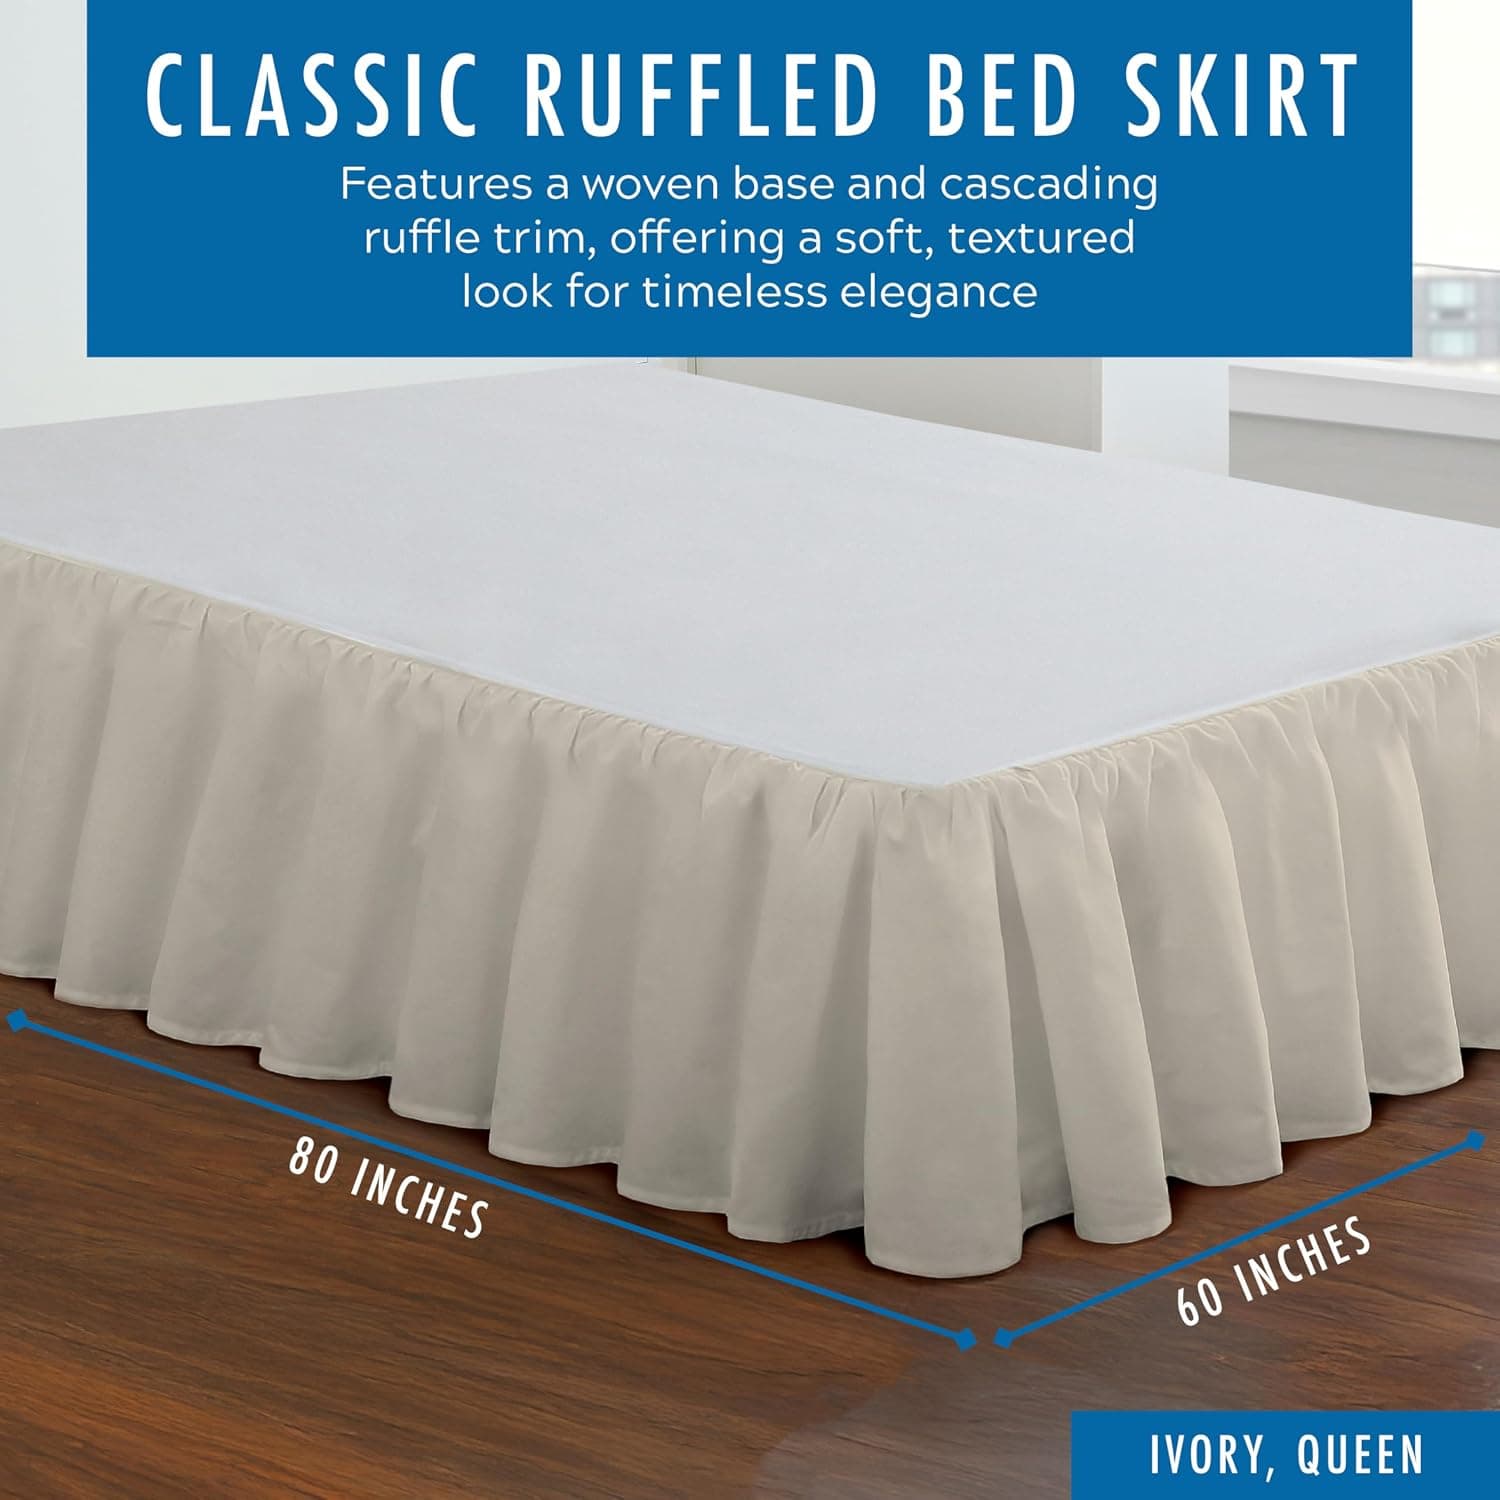 CLASSIC RUFFLED BED SKIRT
Features a woven base and cascading
ruffle trim, offering a soft, textured
look for timeless elegance
80 INCHES
60 INCHES
IVORY, QUEEN